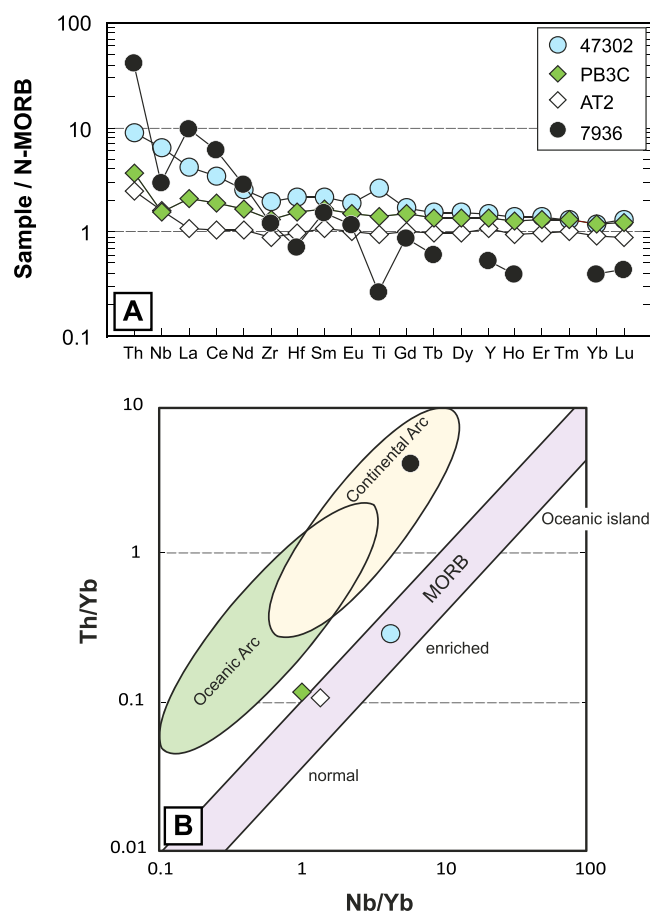 100
10
1
0.1
Sample / N-MORB
47302
PB3C
AT2
7936
A
Th Nb La Ce Nd Zr Hf Sm Eu Ti Gd Tb Dy Y Ho Er Tm Yb Lu
10
1
0.1
0.01
Th/Yb
Continental Arc
Oceanic island
MORB
enriched
Oceanic Arc
normal
B
0.1 1 10 100
Nb/Yb